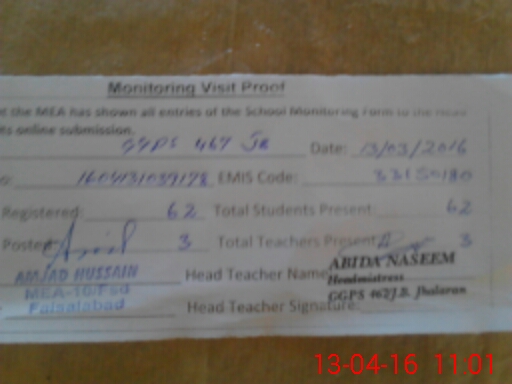 Monitoring Visit Proof
t the MEA has shown all entries of the School Monitoring Form to the
its online submission.
GGPS 467 JB Date: 13/03/2016
EMIS Code: 33150180
Registered: 62 Total Students Present 62
Posted 3 Total Teachers Present 3
AMJAD HUSSAIN Head Teacher Name ABIDA NASEEM
MEA-10/Fsd Headmistress
Faisalabad Head Teacher Signature: GGPS 467J.B. Jhalaran
13-04-16 11:01